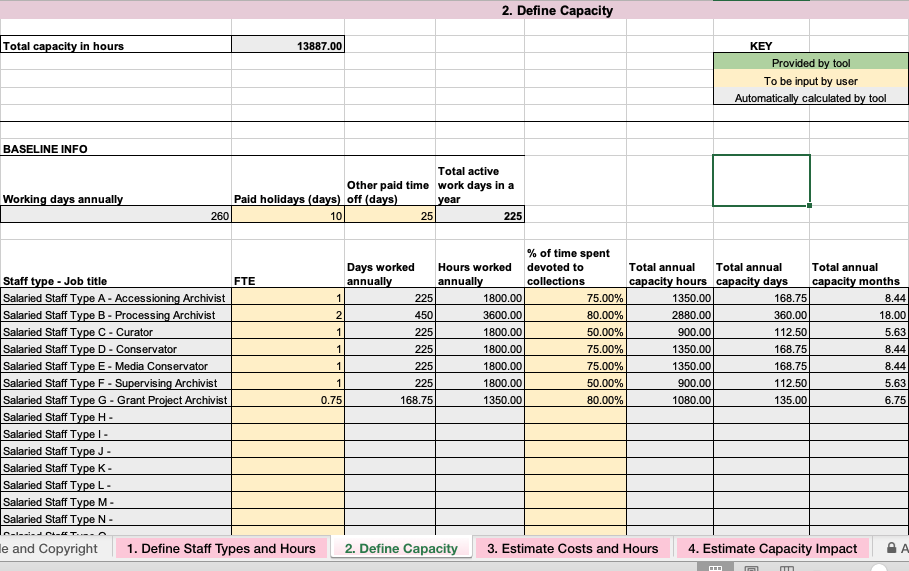 2. Define Capacity
Total capacity in hours 13887.00 KEY
Provided by tool
To be input by user
Automatically calculated by tool
BASELINE INFO
Working days annually Paid holidays (days) Other paid time off (days) Total active work days in a year
260 10 25 225
Staff type - Job title FTE Days worked annually Hours worked annually % of time spent devoted to collections Total annual capacity hours Total annual capacity days Total annual capacity months
Salaried Staff Type A - Accessioning Archivist 1 225 1800.00 75.00% 1350.00 168.75 8.44
Salaried Staff Type B - Processing Archivist 2 450 3600.00 80.00% 2880.00 360.00 18.00
Salaried Staff Type C - Curator 1 225 1800.00 50.00% 900.00 112.50 5.63
Salaried Staff Type D - Conservator 1 225 1800.00 75.00% 1350.00 168.75 8.44
Salaried Staff Type E - Media Conservator 1 225 1800.00 75.00% 1350.00 168.75 8.44
Salaried Staff Type F - Supervising Archivist 1 225 1800.00 50.00% 900.00 112.50 5.63
Salaried Staff Type G - Grant Project Archivist 0.75 168.75 1350.00 80.00% 1080.00 135.00 6.75
Salaried Staff Type H -
Salaried Staff Type I -
Salaried Staff Type J -
Salaried Staff Type K -
Salaried Staff Type L -
Salaried Staff Type M -
Salaried Staff Type N -
le and Copyright 1. Define Staff Types and Hours 2. Define Capacity 3. Estimate Costs and Hours 4. Estimate Capacity Impact A